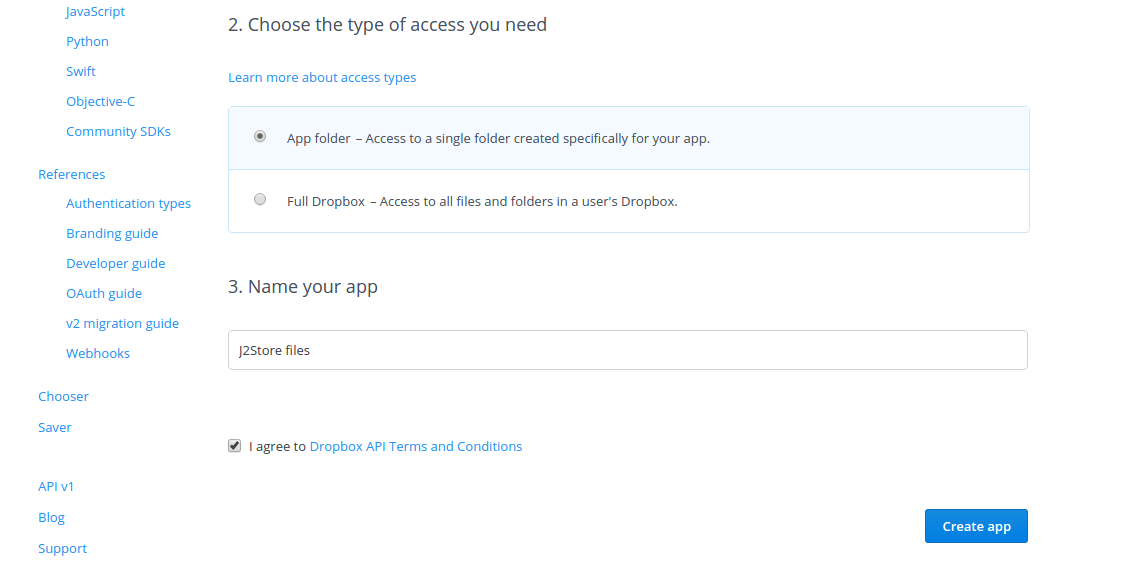 JavaScript
Python
Swift
Objective-C
Community SDKs
References
Authentication types
Branding guide
Developer guide
OAuth guide
v2 migration guide
Webhooks
Chooser
Saver
API v1
Blog
Support
2. Choose the type of access you need
Learn more about access types
App folder – Access to a single folder created specifically for your app.
Full Dropbox – Access to all files and folders in a user's Dropbox.
3. Name your app
J2Store files
I agree to Dropbox API Terms and Conditions
Create app